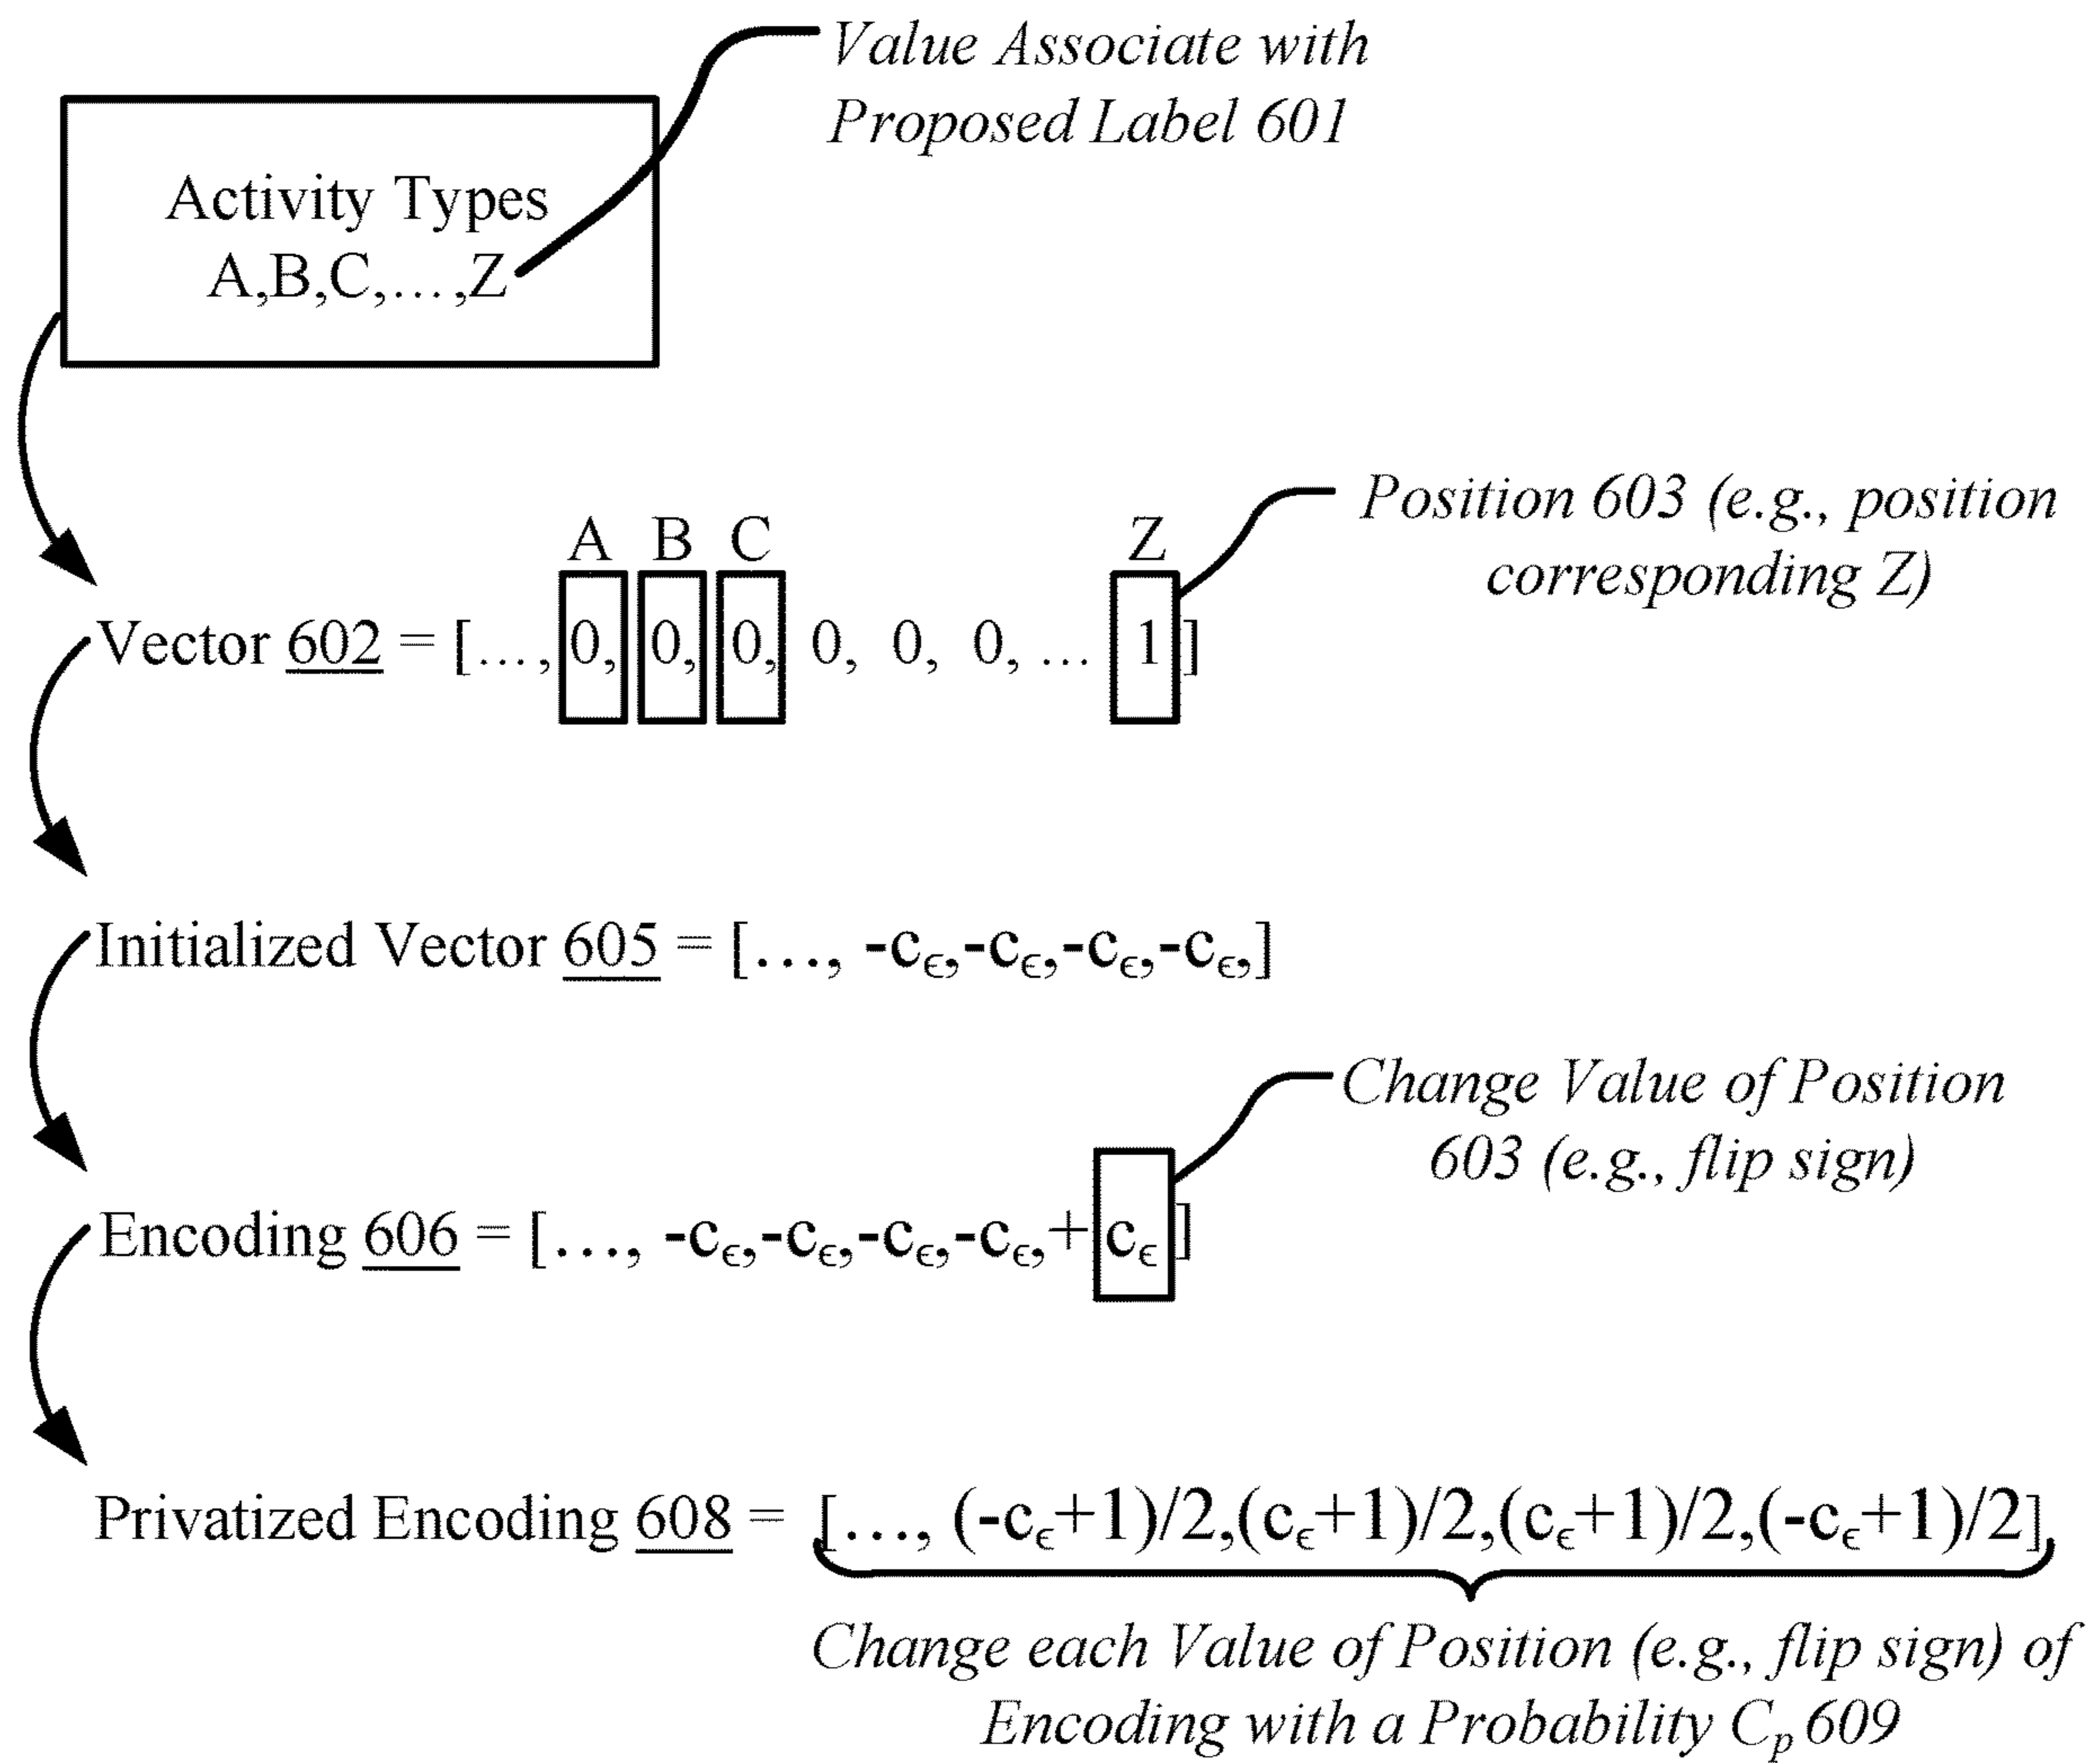 Value Associate with
Proposed Label 601
Activity Types
A,B,C,...,Z
Position 603 (e.g., position
corresponding Z)
A B C Z
Vector 602 = [..., 0, 0, 0, 0, 0, 0, ... 1 ]
Initialized Vector 605 = [..., -cϵ,-cϵ,-cϵ,-cϵ,]
Change Value of Position
603 (e.g., flip sign)
Encoding 606 = [..., -cϵ,-cϵ,-cϵ,-cϵ,+ cϵ ]
Privatized Encoding 608 = [..., (-cϵ+1)/2,(cϵ+1)/2,(cϵ+1)/2,(-cϵ+1)/2]
Change each Value of Position (e.g., flip sign) of
Encoding with a Probability Cp 609